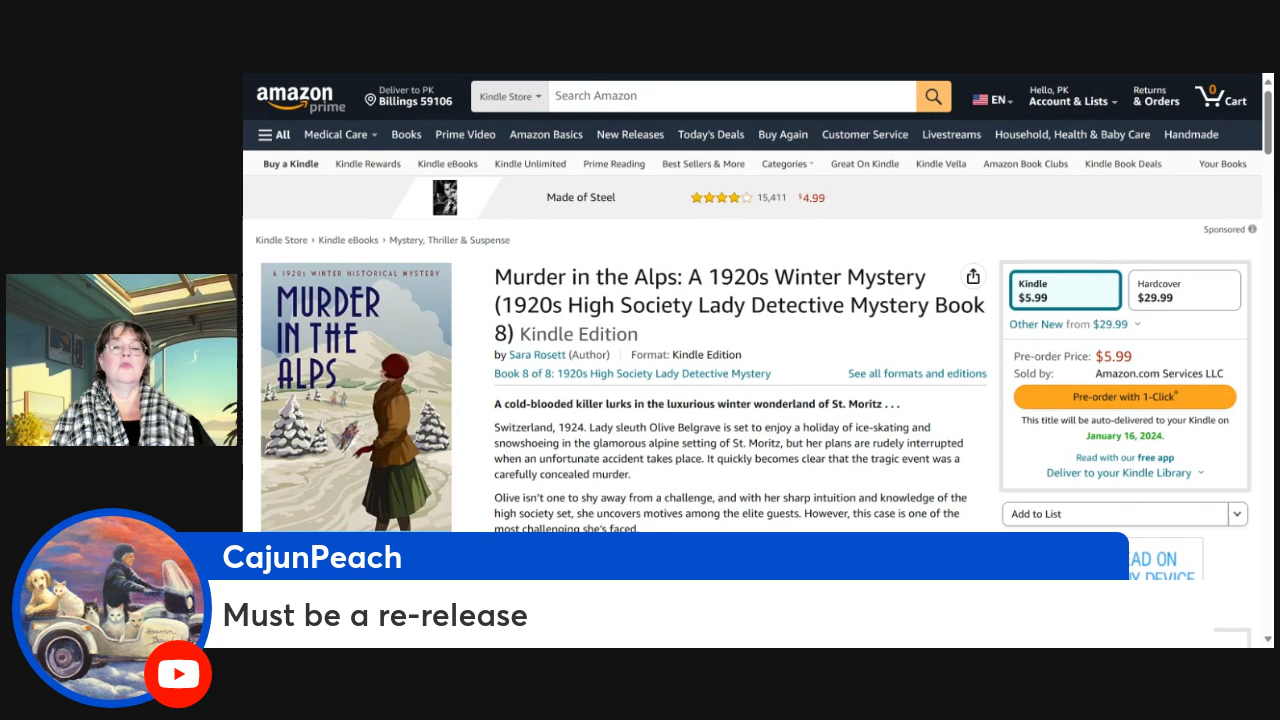 amazon prime
Deliver to PK
Billings 59106
Kindle Store
Search Amazon
EN
Hello, PK
Account & Lists
Returns
& Orders
0
Cart
All Medical Care Books Prime Video Amazon Basics New Releases Today's Deals Buy Again Customer Service Livestreams Household, Health & Baby Care Handmade
Buy a Kindle Kindle Rewards Kindle eBooks Kindle Unlimited Prime Reading Best Sellers & More Categories Great On Kindle Kindle Vella Amazon Book Clubs Kindle Book Deals Your Books
Made of Steel 15,411 $4.99
Sponsored
Kindle Store › Kindle eBooks › Mystery, Thriller & Suspense
A 1920S WINTER HISTORICAL MYSTERY
MURDER
IN THE
ALPS
Murder in the Alps: A 1920s Winter Mystery
(1920s High Society Lady Detective Mystery Book
8) Kindle Edition
by Sara Rosett (Author) Format: Kindle Edition
Book 8 of 8: 1920s High Society Lady Detective Mystery See all formats and editions
A cold-blooded killer lurks in the luxurious winter wonderland of St. Moritz . . .
Switzerland, 1924. Lady sleuth Olive Belgrave is set to enjoy a holiday of ice-skating and
snowshoeing in the glamorous alpine setting of St. Moritz, but her plans are rudely interrupted
when an unfortunate accident takes place. It quickly becomes clear that the tragic event was a
carefully concealed murder.
Olive isn't one to shy away from a challenge, and with her sharp intuition and knowledge of the
high society set, she uncovers motives among the elite guests. However, this case is one of the
most challenging she's faced.
Kindle
$5.99
Hardcover
$29.99
Other New from $29.99
Pre-order Price: $5.99
Sold by: Amazon.com Services LLC
Pre-order with 1-Click®
This title will be auto-delivered to your Kindle on
January 16, 2024.
Read with our free app
Deliver to your Kindle Library
Add to List
EAD ON
Y DEVICE
CajunPeach
Must be a re-release